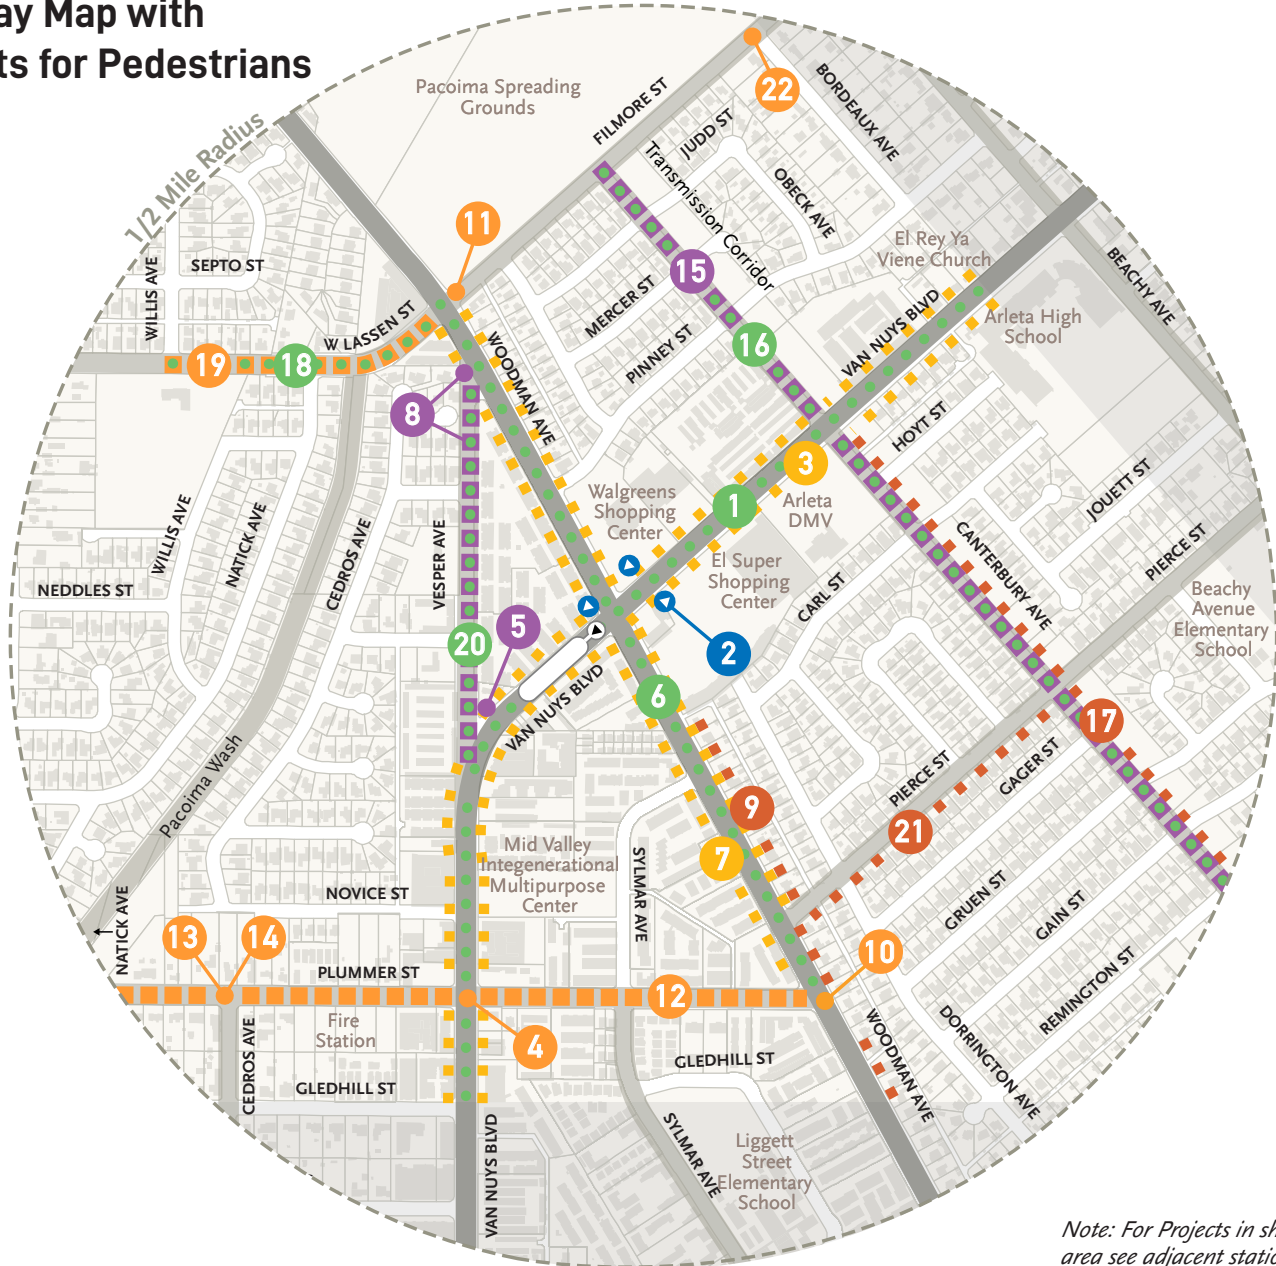 ay Map with
ts for Pedestrians
1/2 Mile Radius
Pacoima Spreading
Grounds
FILMORE ST
22
BORDEAUX AVE
JUDD ST
Transmission Corridor
OBECK AVE
11
15
El Rey Ya
Viene Church
BEACHY AVE
WILLIS AVE
SEPTO ST
MERCER ST
VAN NUYS BLVD
Arleta High
School
W LASSEN ST
WOODMAN AVE
PINNEY ST
16
19
18
8
HOYT ST
3
Walgreens
Shopping
Center
1
Arleta
DMV
JOUETT ST
WILLIS AVE
NATICK AVE
CEDROS AVE
VESPER AVE
CANTERBURY AVE
PIERCE ST
El Super
Shopping
Center
CARL ST
NEDDLES ST
Beachy
Avenue
Elementary
School
5
20
2
VAN NUYS BLVD
6
17
Pacoima Wash
PIERCE ST
GAGER ST
9
21
7
Mid Valley
Integenerational
Multipurpose
Center
SYLMAR AVE
NOVICE ST
GRUEN ST
GAIN ST
NATICK AVE
13
14
10
PLUMMER ST
REMINGTON ST
12
Fire
Station
4
WOODMAN AVE
DORRINGTON AVE
CEDROS AVE
GLEDHILL ST
GLEDHILL ST
VAN NUYS BLVD
SYLMAR AVE
Liggett
Street
Elementary
School
Note: For Projects in sh
area see adjacent static